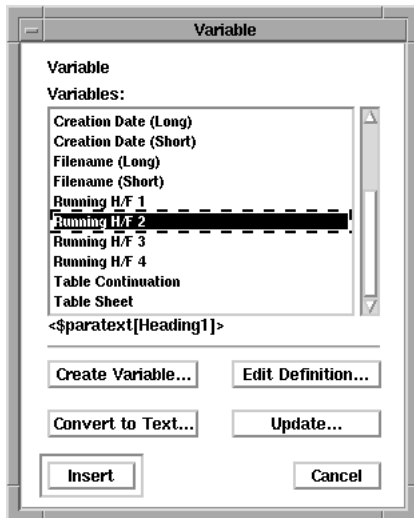 Variable
Variable
Variables:
Creation Date (Long)
Creation Date (Short)
Filename (Long)
Filename (Short)
Running H/F 1
Running H/F 2
Running H/F 3
Running H/F 4
Table Continuation
Table Sheet
<$paratext[Heading1]>
Create Variable... Edit Definition...
Convert to Text... Update...
Insert Cancel